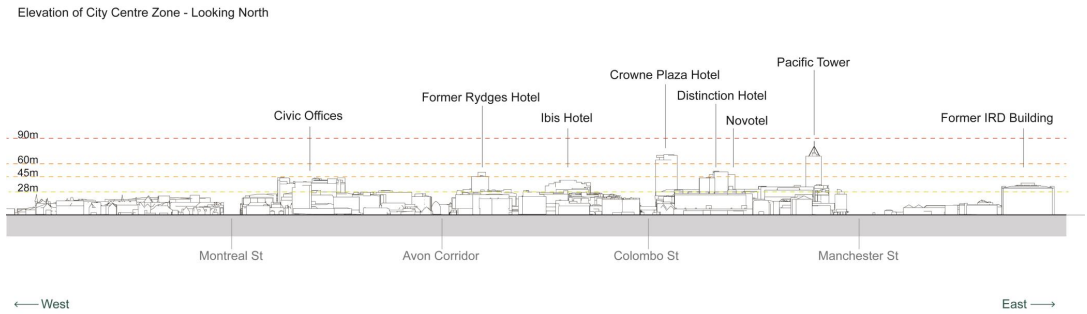 Elevation of City Centre Zone - Looking North
Pacific Tower
Crowne Plaza Hotel
Former Rydges Hotel
Distinction Hotel
Civic Offices
Ibis Hotel
Novotel
Former IRD Building
90m
60m
45m
28m
Montreal St
Avon Corridor
Colombo St
Manchester St
West
East